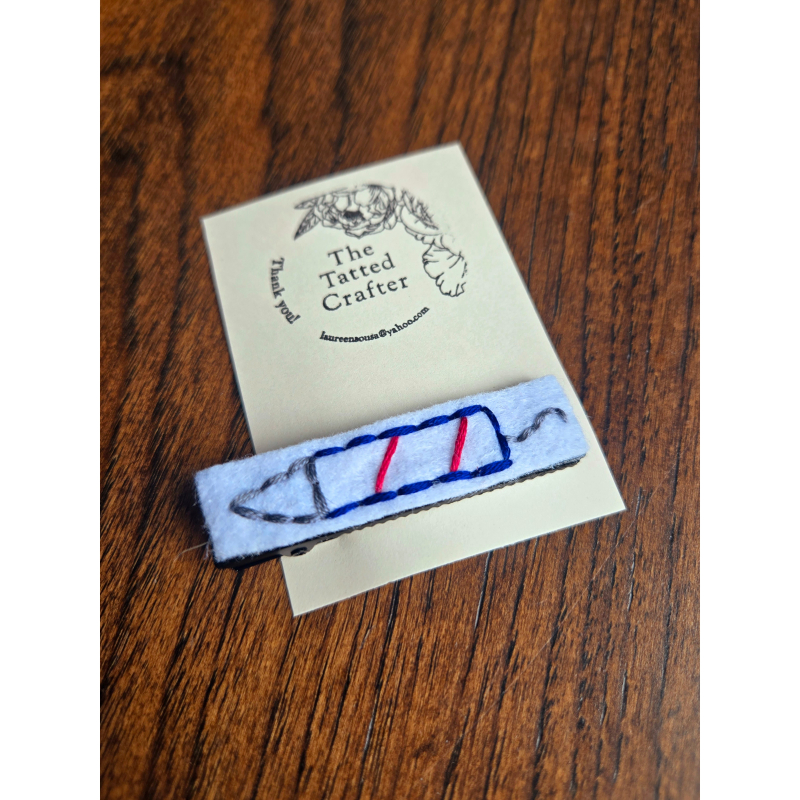 The
Tatted
Crafter
Thank you!
laureensousa@yahoo.com